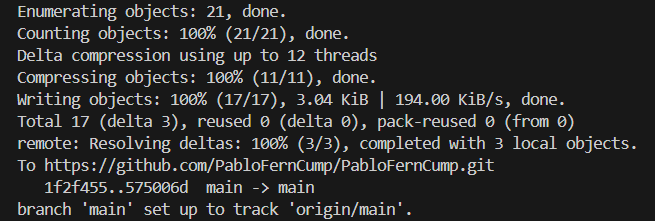 Enumerating objects: 21, done.
Counting objects: 100% (21/21), done.
Delta compression using up to 12 threads
Compressing objects: 100% (11/11), done.
Writing objects: 100% (17/17), 3.04 KiB | 194.00 KiB/s, done.
Total 17 (delta 3), reused 0 (delta 0), pack-reused 0 (from 0)
remote: Resolving deltas: 100% (3/3), completed with 3 local objects.
To https://github.com/PabloFernCump/PabloFernCump.git
   1f2f455..575006d  main -> main
branch 'main' set up to track 'origin/main'.